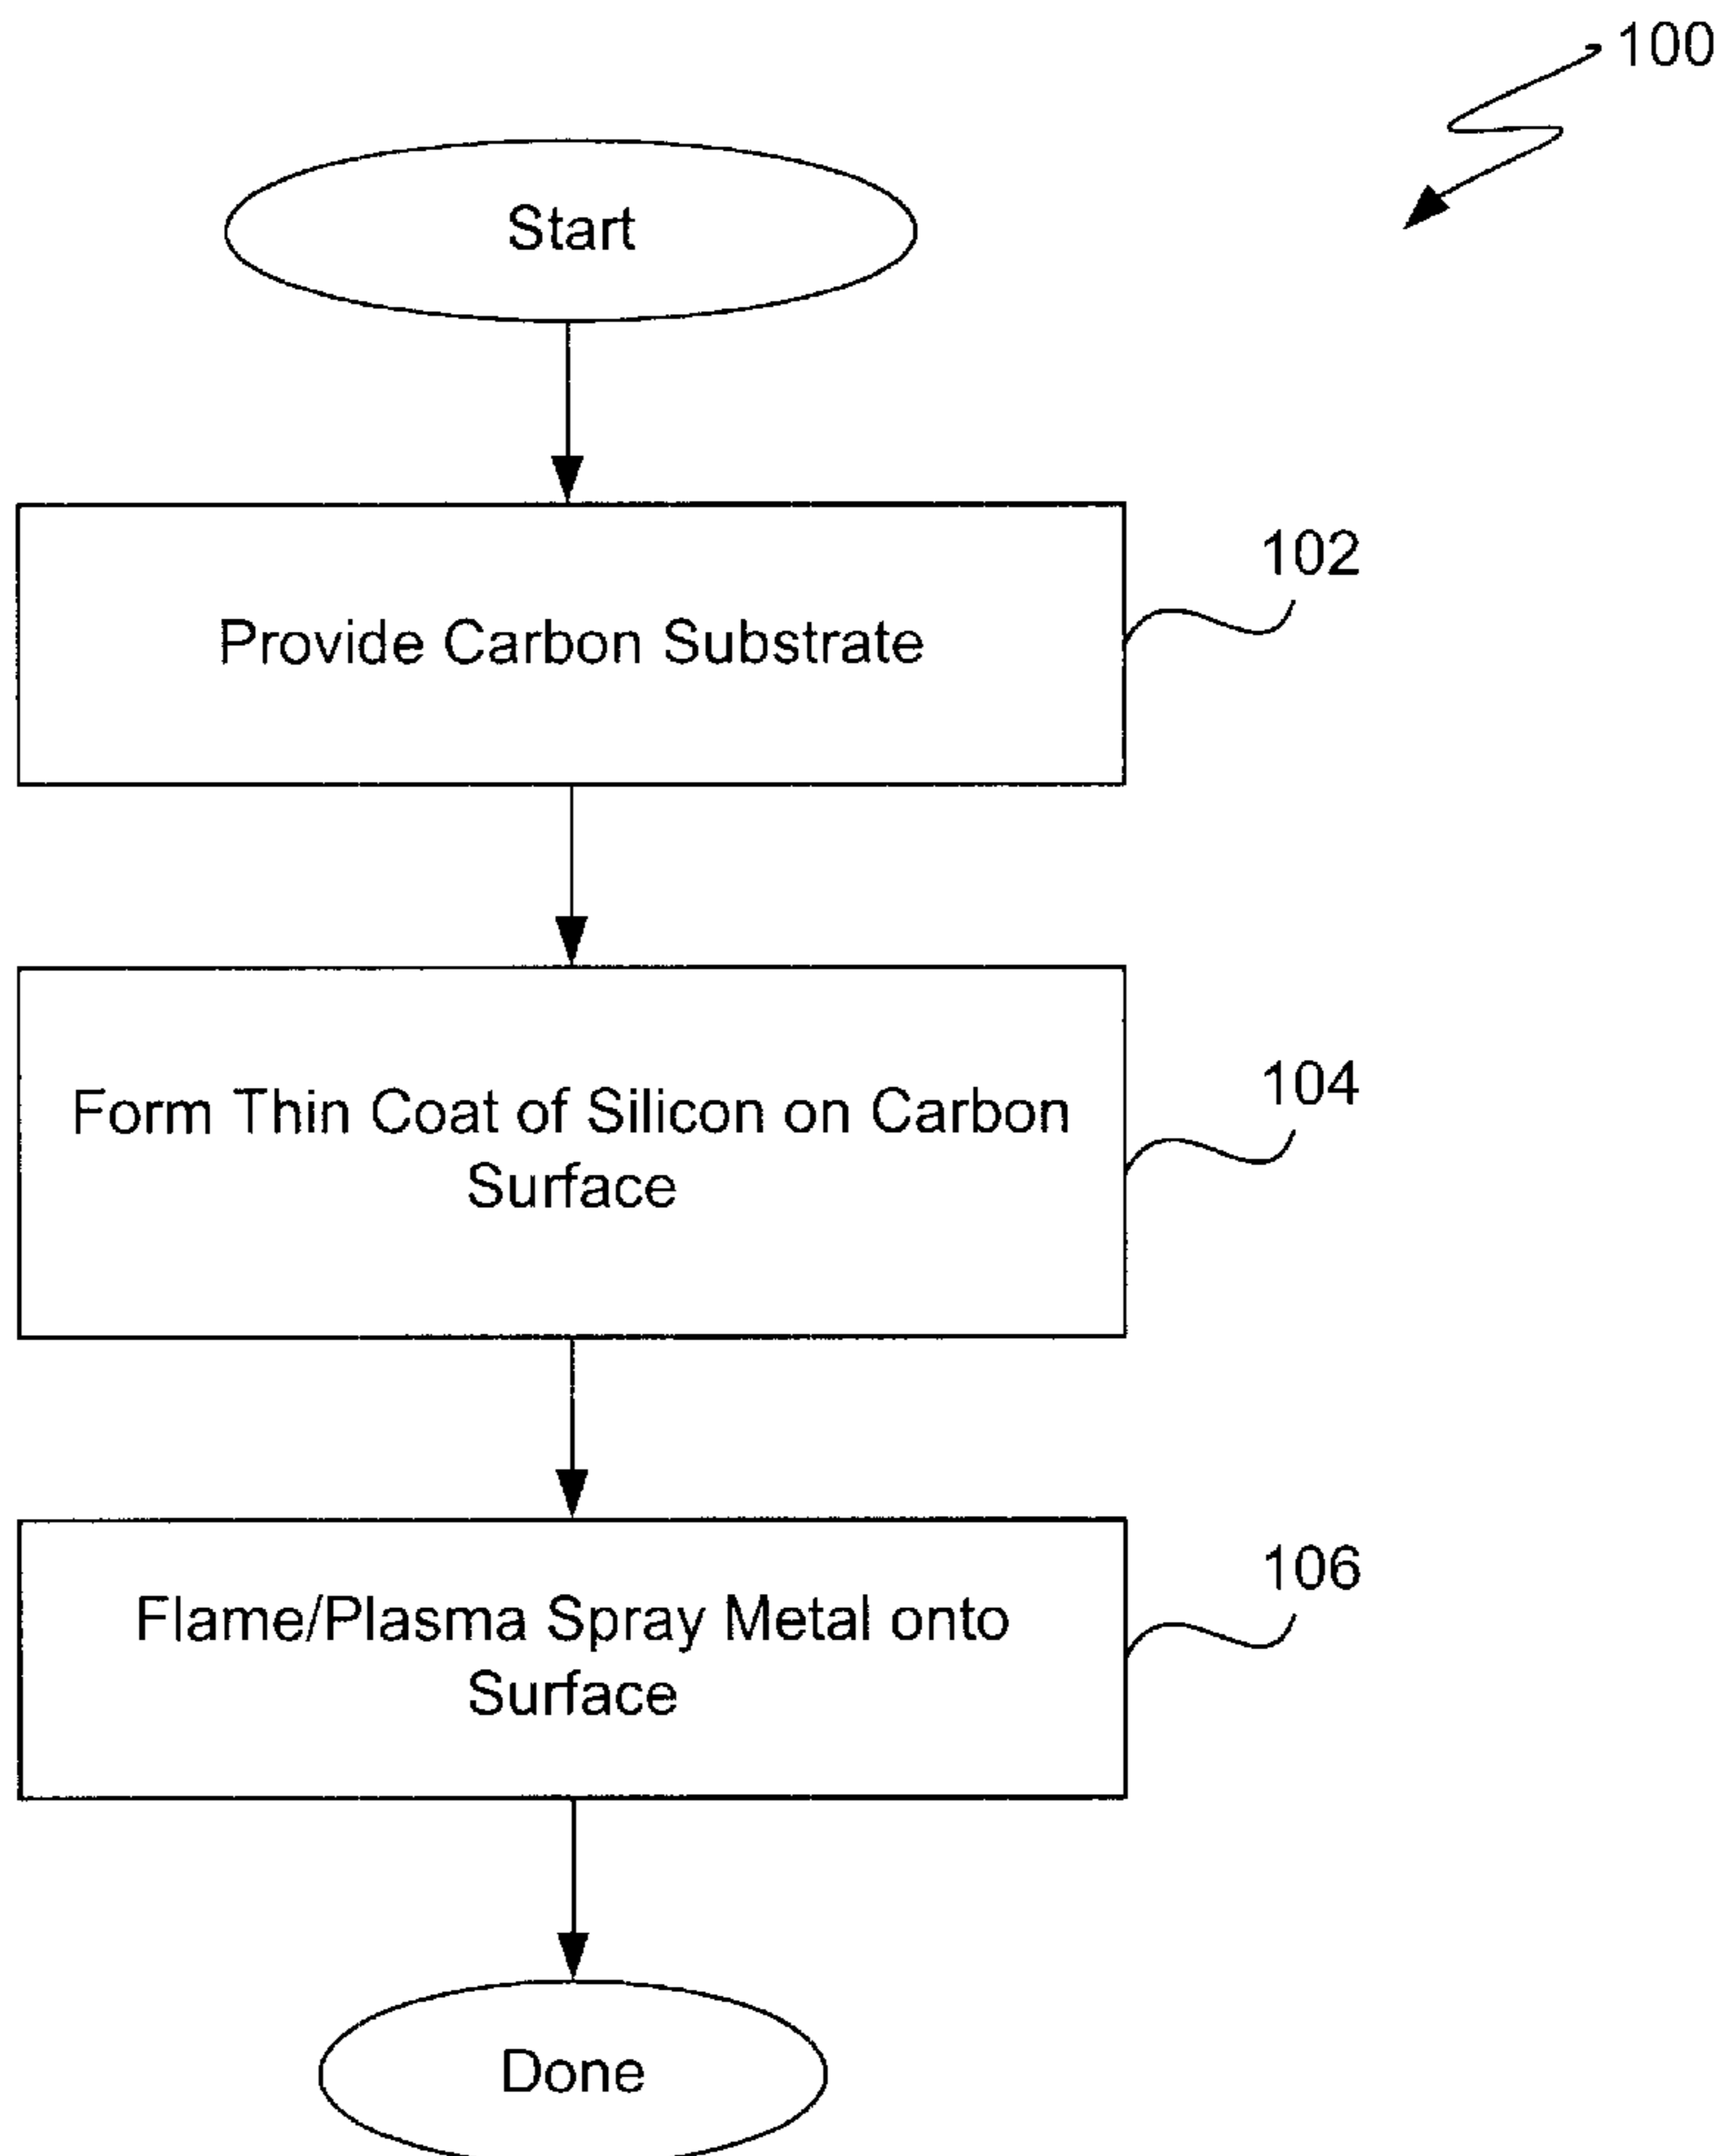 100
Start
Provide Carbon Substrate
102
Form Thin Coat of Silicon on Carbon
Surface
104
Flame/Plasma Spray Metal onto
Surface
106
Done